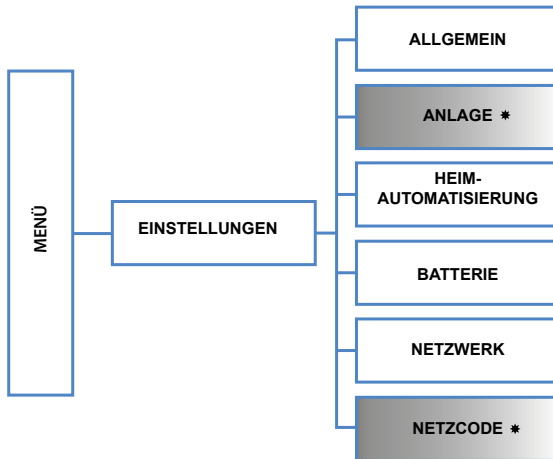 MENÜ
EINSTELLUNGEN
ALLGEMEIN
ANLAGE *
HEIM-
AUTOMATISIERUNG
BATTERIE
NETZWERK
NETZCODE *